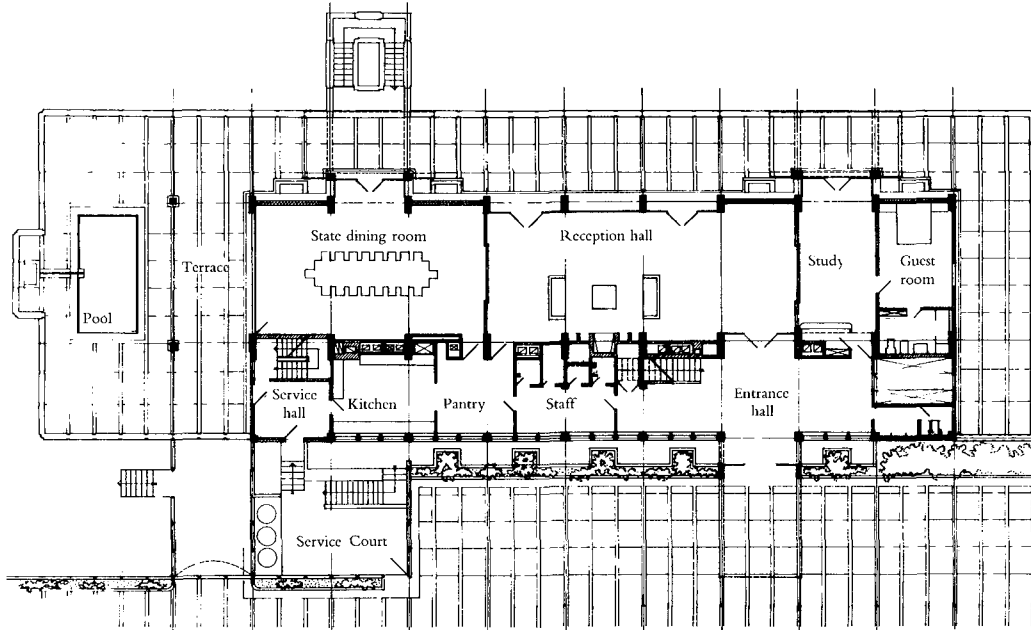 State dining room
Reception hall
Terrace
Study
Guest
room
Pool
Service
hall
Kitchen
Pantry
Staff
Entrance
hall
Service Court